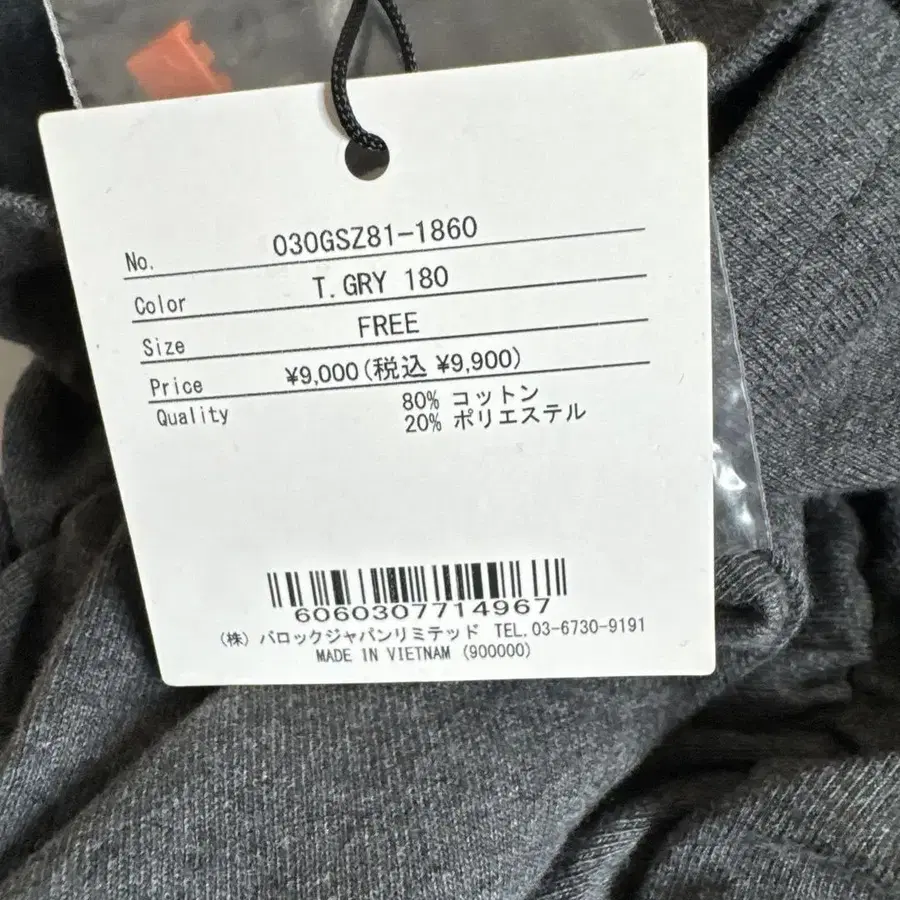 No. 030GSZ81-1860
Color T.GRY 180
Size FREE
Price ¥9,000(税込 ¥9,900)
Quality 80% コットン
20% ポリエステル
6060307714967
(株) バロックジャパンリミテッド TEL.03-6730-9191
MADE IN VIETNAM (900000)